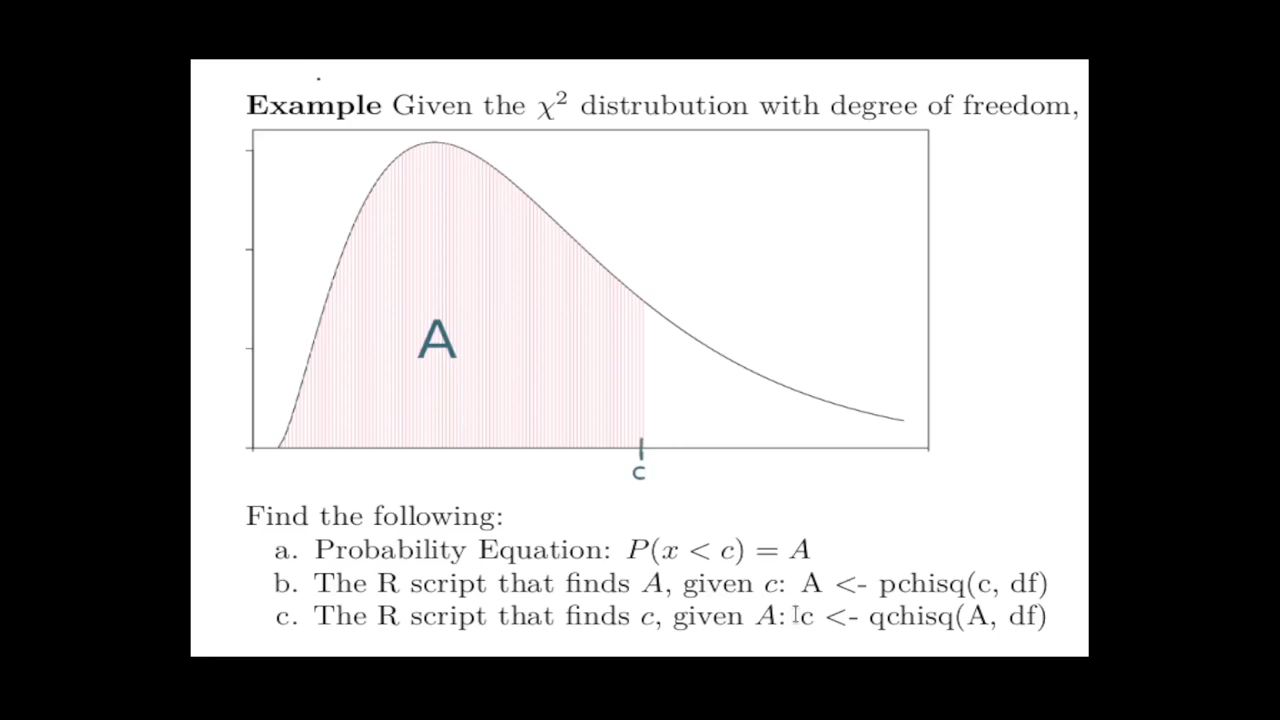 Example Given the χ² distrubution with degree of freedom,
A
c
Find the following:
a. Probability Equation: P(x < c) = A
b. The R script that finds A, given c: A <- pchisq(c, df)
c. The R script that finds c, given A: c <- qchisq(A, df)